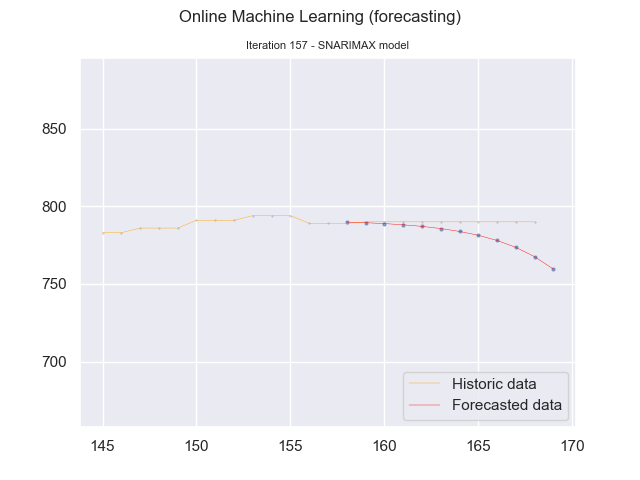 Online Machine Learning (forecasting)
Iteration 157 - SNARIMAX model
850
800
750
700
145 150 155 160 165 170
Historic data
Forecasted data